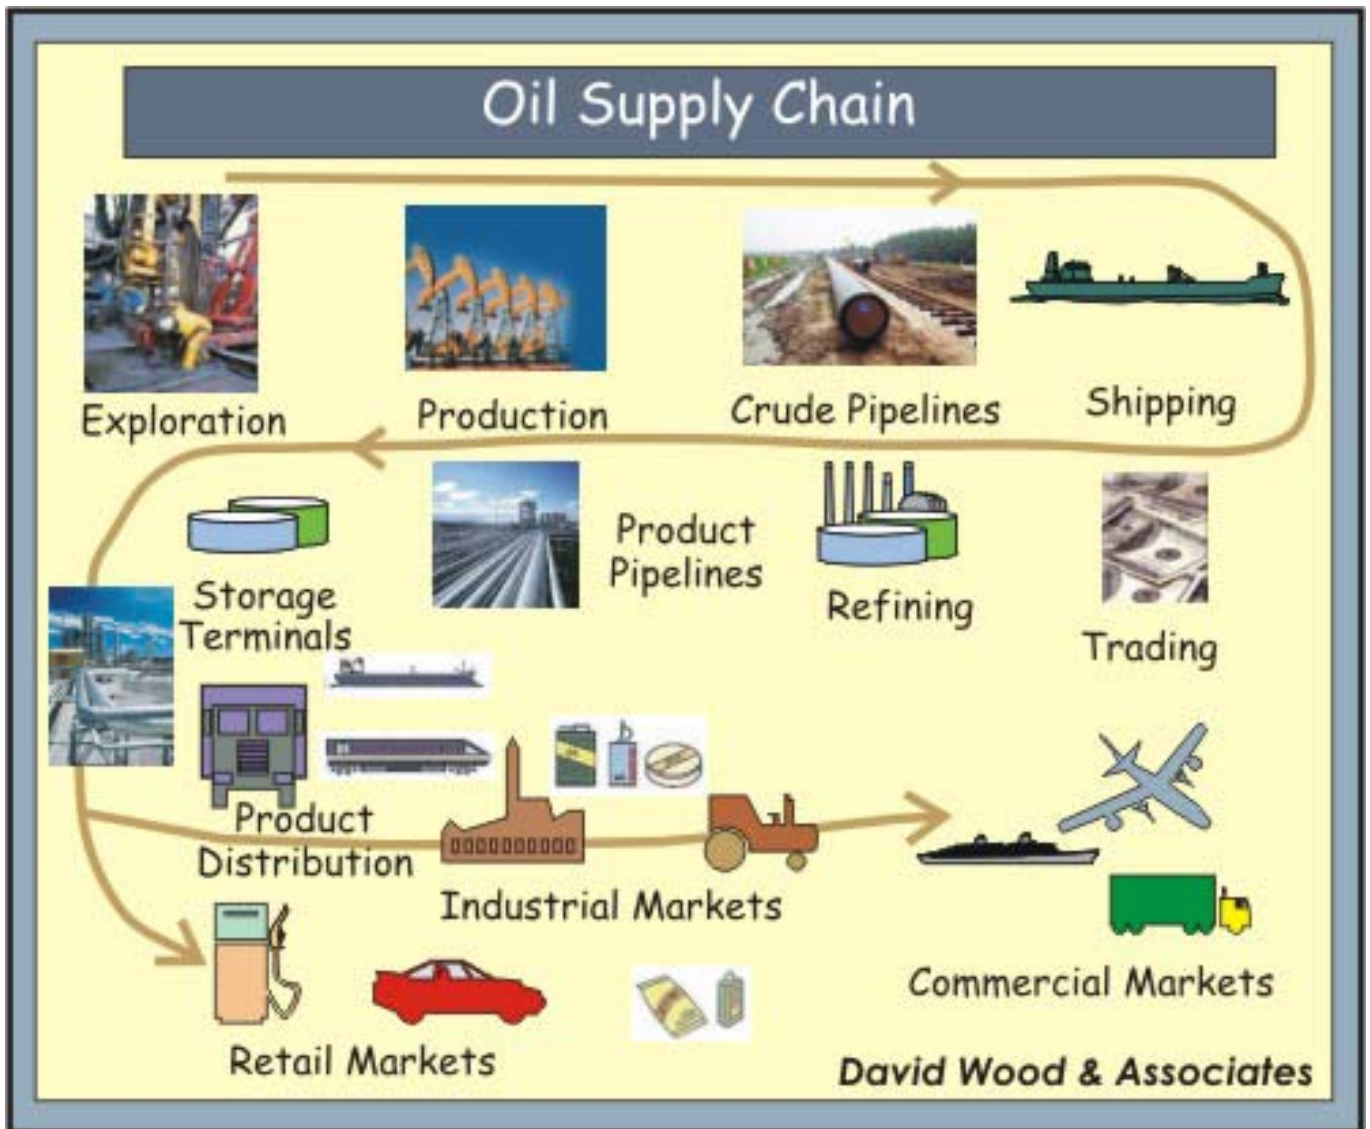 Oil Supply Chain
Exploration
Production
Crude Pipelines
Shipping
Storage
Terminals
Product
Pipelines
Refining
Trading
Product
Distribution
Industrial Markets
Commercial Markets
Retail Markets
David Wood & Associates